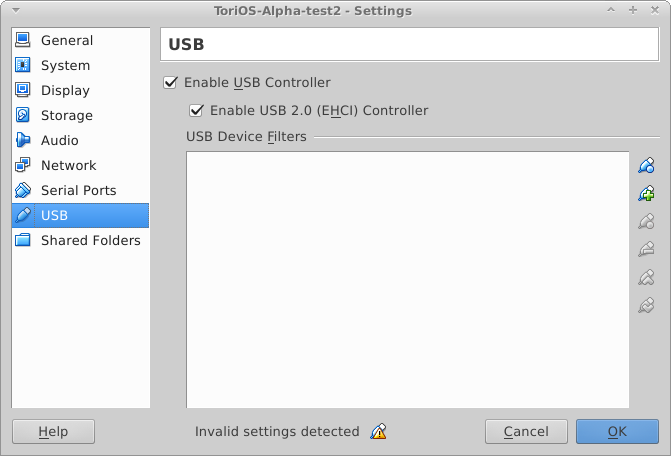 ToriOS-Alpha-test2 - Settings
General
System
Display
Storage
Audio
Network
Serial Ports
USB
Shared Folders
USB
Enable USB Controller
Enable USB 2.0 (EHCI) Controller
USB Device Filters
Help
Invalid settings detected
Cancel
OK